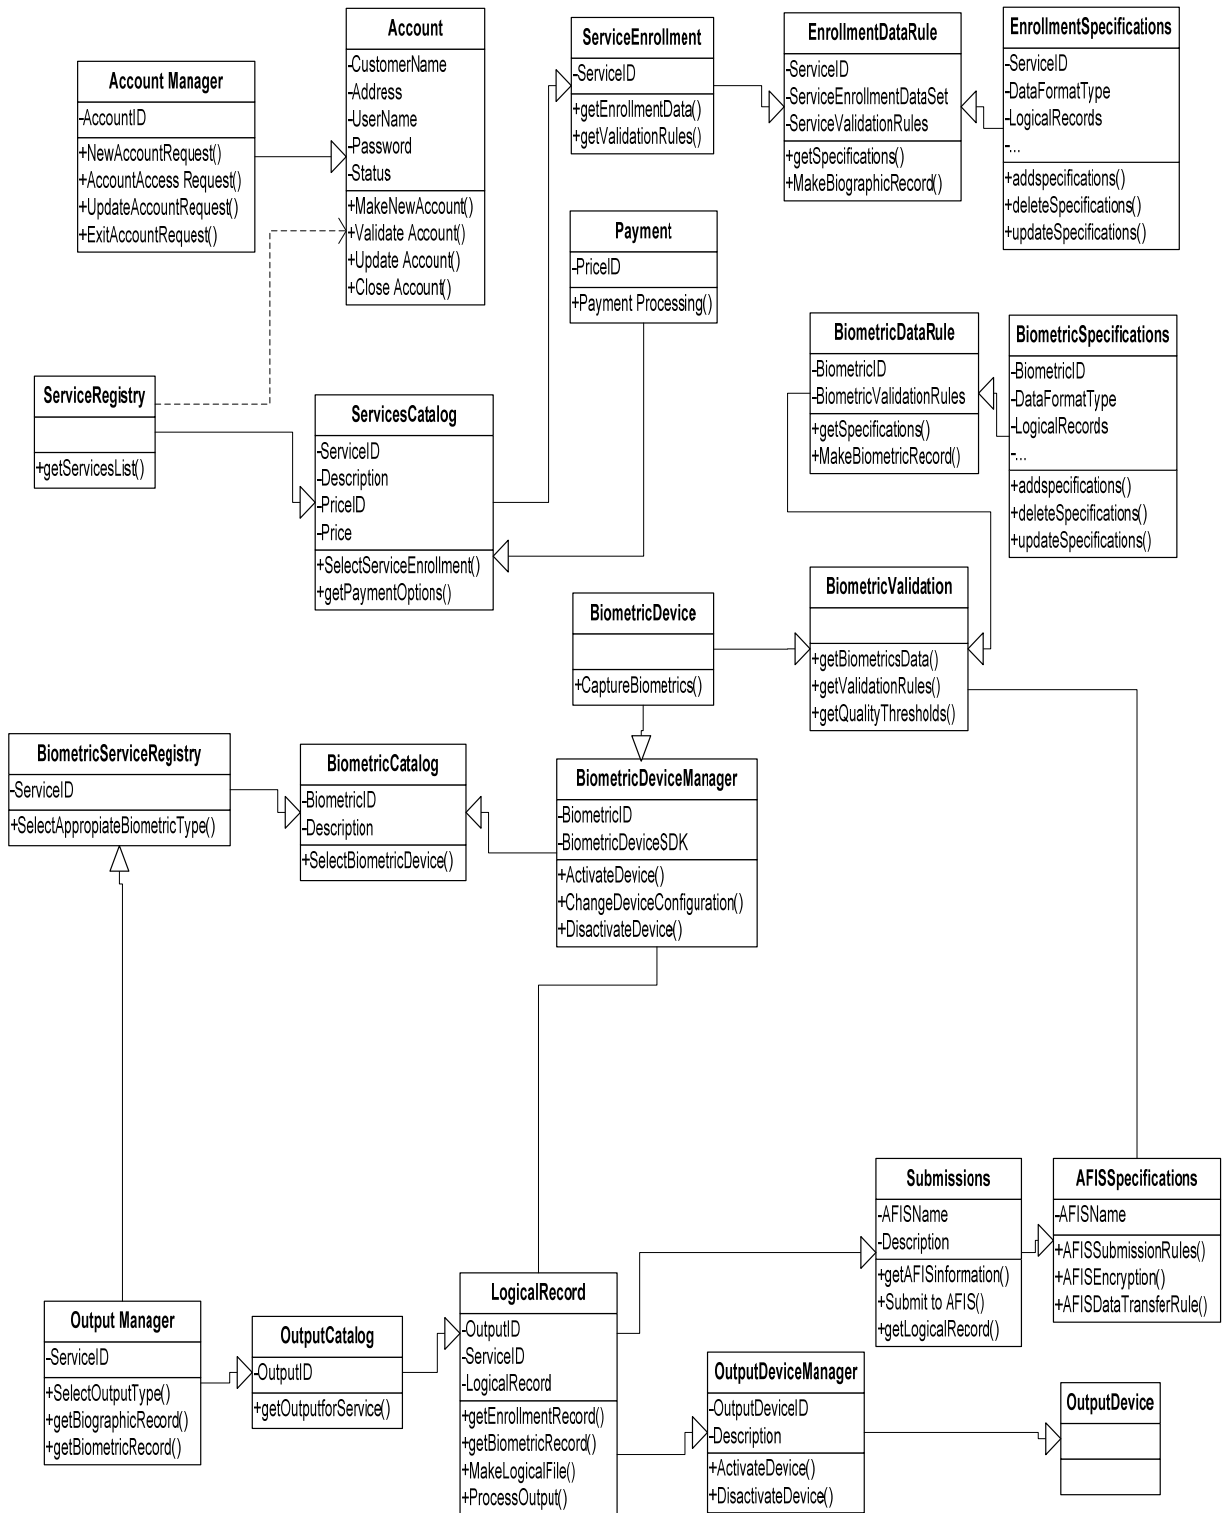 Account Manager
-AccountID
+NewAccountRequest()
+AccountAccess Request()
+UpdateAccountRequest()
+ExitAccountRequest()
Account
-CustomerName
-Address
-UserName
-Password
-Status
+MakeNewAccount()
+Validate Account()
+Update Account()
+Close Account()
ServiceEnrollment
-ServiceID
+getEnrollmentData()
+getValidationRules()
EnrollmentDataRule
-ServiceID
-ServiceEnrollmentDataSet
-ServiceValidationRules
+getSpecifications()
+MakeBiographicRecord()
EnrollmentSpecifications
-ServiceID
-DataFormatType
-LogicalRecords
-...
+addspecifications()
+deleteSpecifications()
+updateSpecifications()
Payment
-PriceID
+Payment Processing()
ServiceRegistry
+getServicesList()
ServicesCatalog
-ServiceID
-Description
-PriceID
-Price
+SelectServiceEnrollment()
+getPaymentOptions()
BiometricDataRule
-BiometricID
-BiometricValidationRules
+getSpecifications()
+MakeBiometricRecord()
BiometricSpecifications
-BiometricID
-DataFormatType
-LogicalRecords
-...
+addspecifications()
+deleteSpecifications()
+updateSpecifications()
BiometricDevice
+CaptureBiometrics()
BiometricValidation
+getBiometricsData()
+getValidationRules()
+getQualityThresholds()
BiometricServiceRegistry
-ServiceID
+SelectAppropiateBiometricType()
BiometricCatalog
-BiometricID
-Description
+SelectBiometricDevice()
BiometricDeviceManager
-BiometricID
-BiometricDeviceSDK
+ActivateDevice()
+ChangeDeviceConfiguration()
+DisactivateDevice()
Submissions
-AFISName
-Description
+getAFISinformation()
+Submit to AFIS()
+getLogicalRecord()
AFISSpecifications
-AFISName
+AFISSubmissionRules()
+AFISEncryption()
+AFISDataTransferRule()
Output Manager
-ServiceID
+SelectOutputType()
+getBiographicRecord()
+getBiometricRecord()
OutputCatalog
-OutputID
+getOutputforService()
LogicalRecord
-OutputID
-ServiceID
-LogicalRecord
+getEnrollmentRecord()
+getBiometricRecord()
+MakeLogicalFile()
+ProcessOutput()
OutputDeviceManager
-OutputDeviceID
-Description
+ActivateDevice()
+DisactivateDevice()
OutputDevice